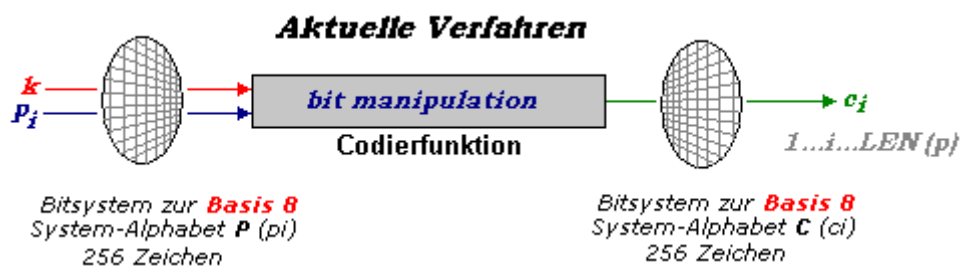 Aktuelle Verfahren
k
pi
bit manipulation
ci
Codierfunktion
1...i...LEN(p)
Bitsystem zur Basis 8
System-Alphabet P (pi)
256 Zeichen
Bitsystem zur Basis 8
System-Alphabet C (ci)
256 Zeichen